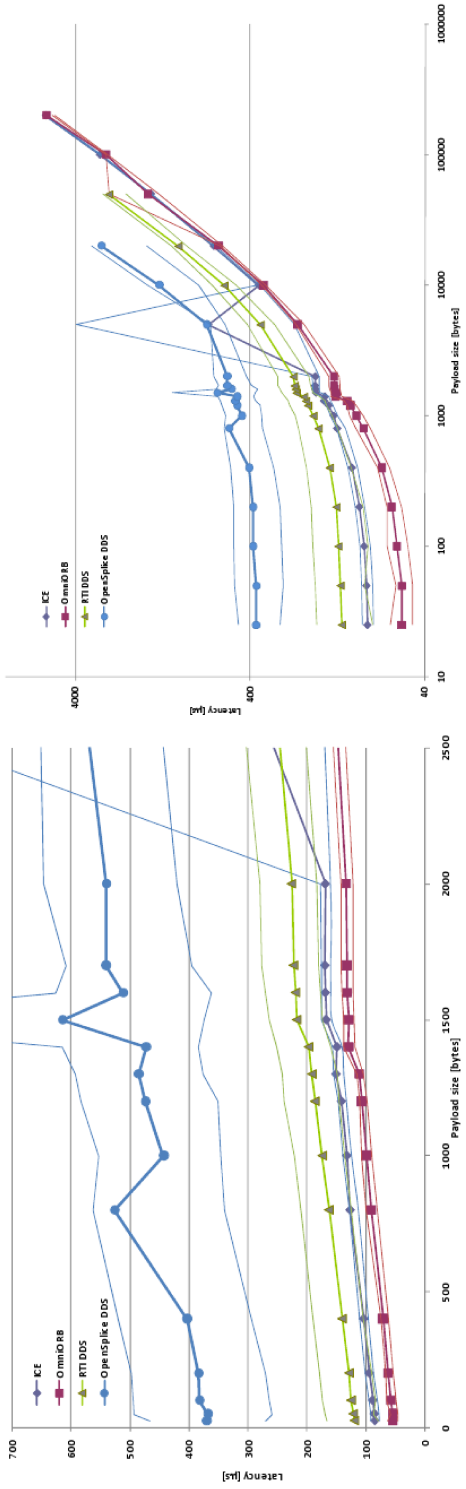 700
600
500
400
300
200
100
0
Latency [µs]
ICE
OmniORB
RTI DDS
OpenSplice DDS
0
500
1000
1500
2000
2500
Payload size [bytes]
4000
400
40
Latency [µs]
ICE
OmniORB
RTI DDS
OpenSplice DDS
10
100
1000
10000
100000
1000000
Payload size [bytes]